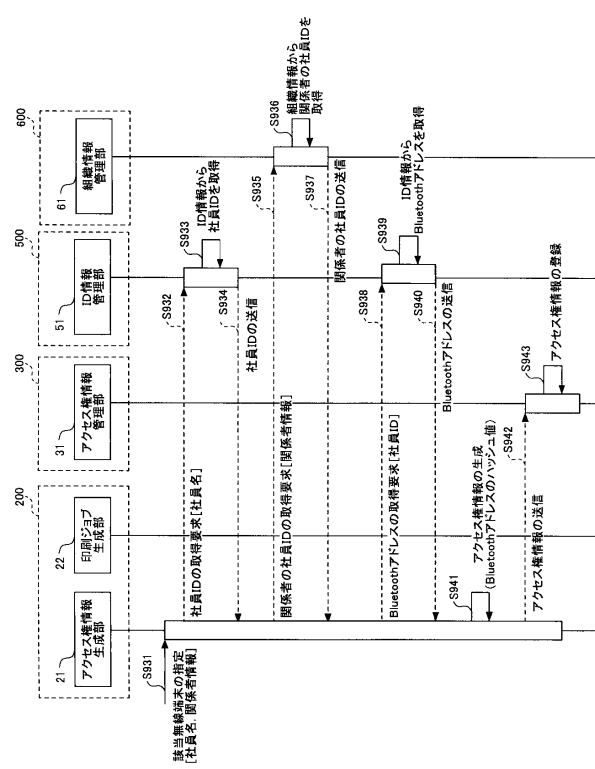 200
300
500
600
21
アクセス権情報
生成部
22
印刷ジョブ
生成部
31
アクセス権情報
管理部
51
ID情報
管理部
61
組織情報
管理部
S931
該当無線端末の指定
[社員名, 関係者情報]
S932
社員IDの取得要求[社員名]
S933
ID情報から
社員IDを取得
S934
社員IDの送信
S935
関係者の社員IDの取得要求[関係者情報]
S936
組織情報から
関係者の社員IDを
取得
S937
関係者の社員IDの送信
S938
Bluetoothアドレスの取得要求[社員ID]
S939
ID情報から
Bluetoothアドレスを取得
S940
Bluetoothアドレスの送信
S941
アクセス権情報の生成
(Bluetoothアドレスのハッシュ値)
S942
アクセス権情報の送信
S943
アクセス権情報の登録